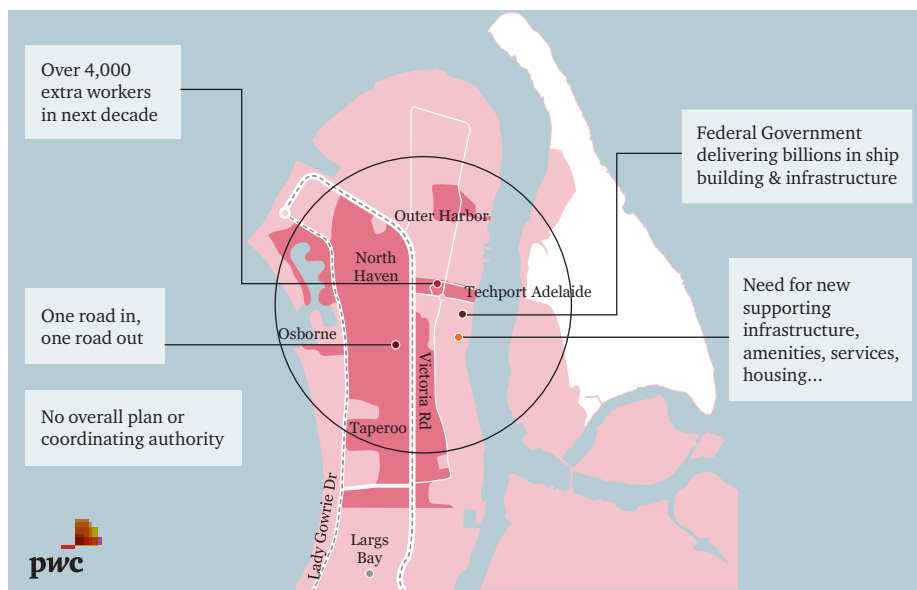 Over 4,000
extra workers
in next decade
Federal Government
delivering billions in ship
building & infrastructure
Outer Harbor
North
Haven
Techport Adelaide
Need for new
supporting
infrastructure,
amenities, services,
housing...
One road in,
one road out
Osborne
Victoria Rd
No overall plan or
coordinating authority
Taperoo
Lady Gowrie Dr
Largs
Bay
pwc